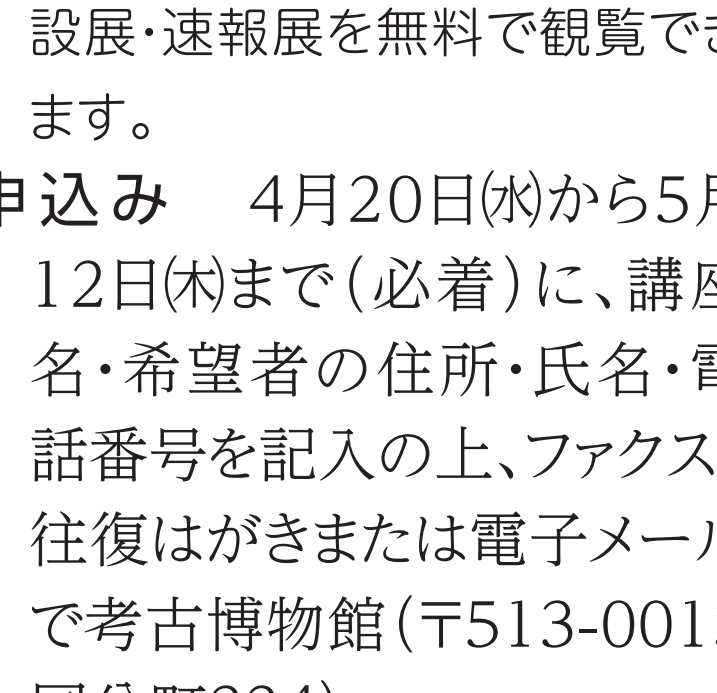 設展・速報展を無料で観覧でき
ます。
申込み　4月20日㈬から5月
12日㈭まで(必着)に、講座
名・希望者の住所・氏名・電
話番号を記入の上、ファクス
往復はがきまたは電子メール
で考古博物館(〒513-001